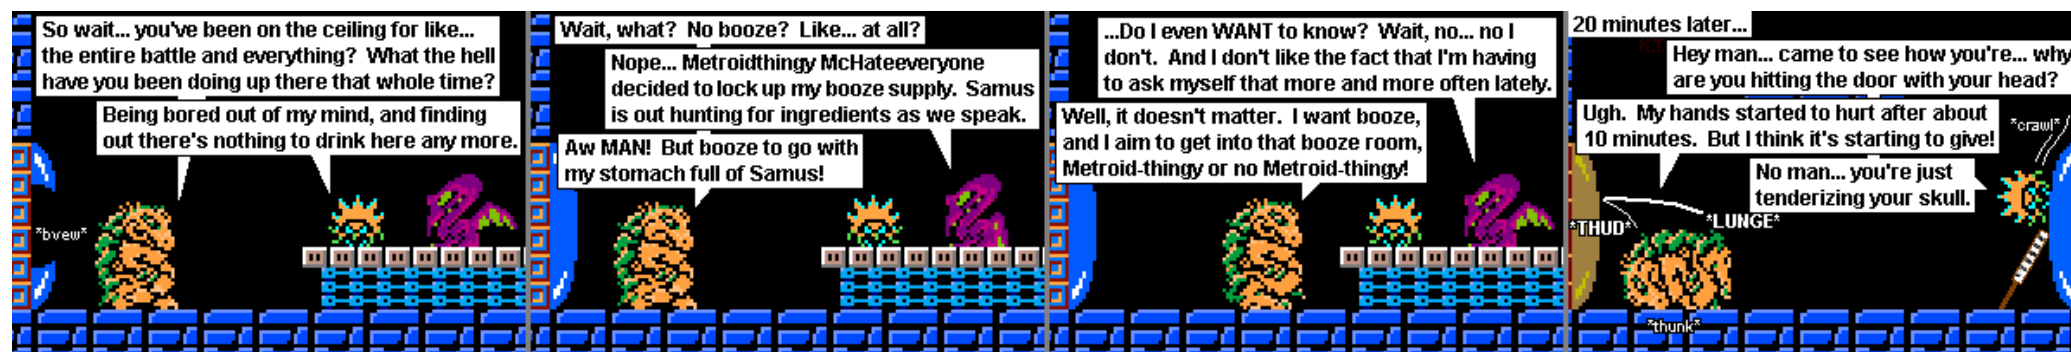 So wait... you've been on the ceiling for like...
the entire battle and everything? What the hell
have you been doing up there that whole time?
Being bored out of my mind, and finding
out there's nothing to drink here any more.
*bvew*
Wait, what? No booze? Like... at all?
Nope... Metroidthingy McHateeveryone
decided to lock up my booze supply. Samus
is out hunting for ingredients as we speak.
Aw MAN! But booze to go with
my stomach full of Samus!
...Do I even WANT to know? Wait, no... no I
don't. And I don't like the fact that I'm having
to ask myself that more and more often lately.
Well, it doesn't matter. I want booze,
and I aim to get into that booze room,
Metroid-thingy or no Metroid-thingy!
20 minutes later...
Hey man... came to see how you're... why
are you hitting the door with your head?
Ugh. My hands started to hurt after about
10 minutes. But I think it's starting to give!
*crawl*
No man... you're just
tenderizing your skull.
*LUNGE*
*THUD*
*thunk*